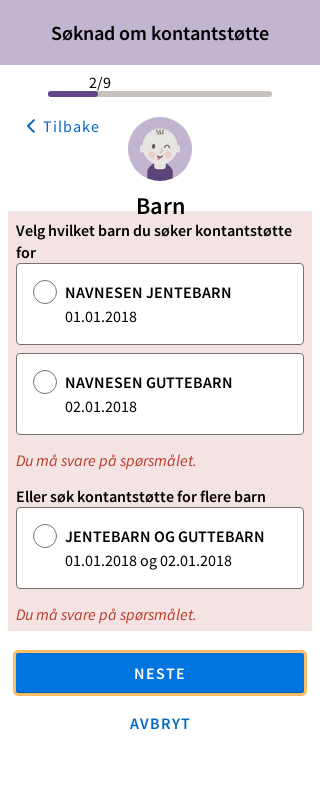 Søknad om kontantstøtte
2/9
Tilbake
Barn
Velg hvilket barn du søker kontantstøtte
for
NAVNESEN JENTEBARN
01.01.2018
NAVNESEN GUTTEBARN
02.01.2018
Du må svare på spørsmålet.
Eller søk kontantstøtte for flere barn
JENTEBARN OG GUTTEBARN
01.01.2018 og 02.01.2018
Du må svare på spørsmålet.
NESTE
AVBRYT